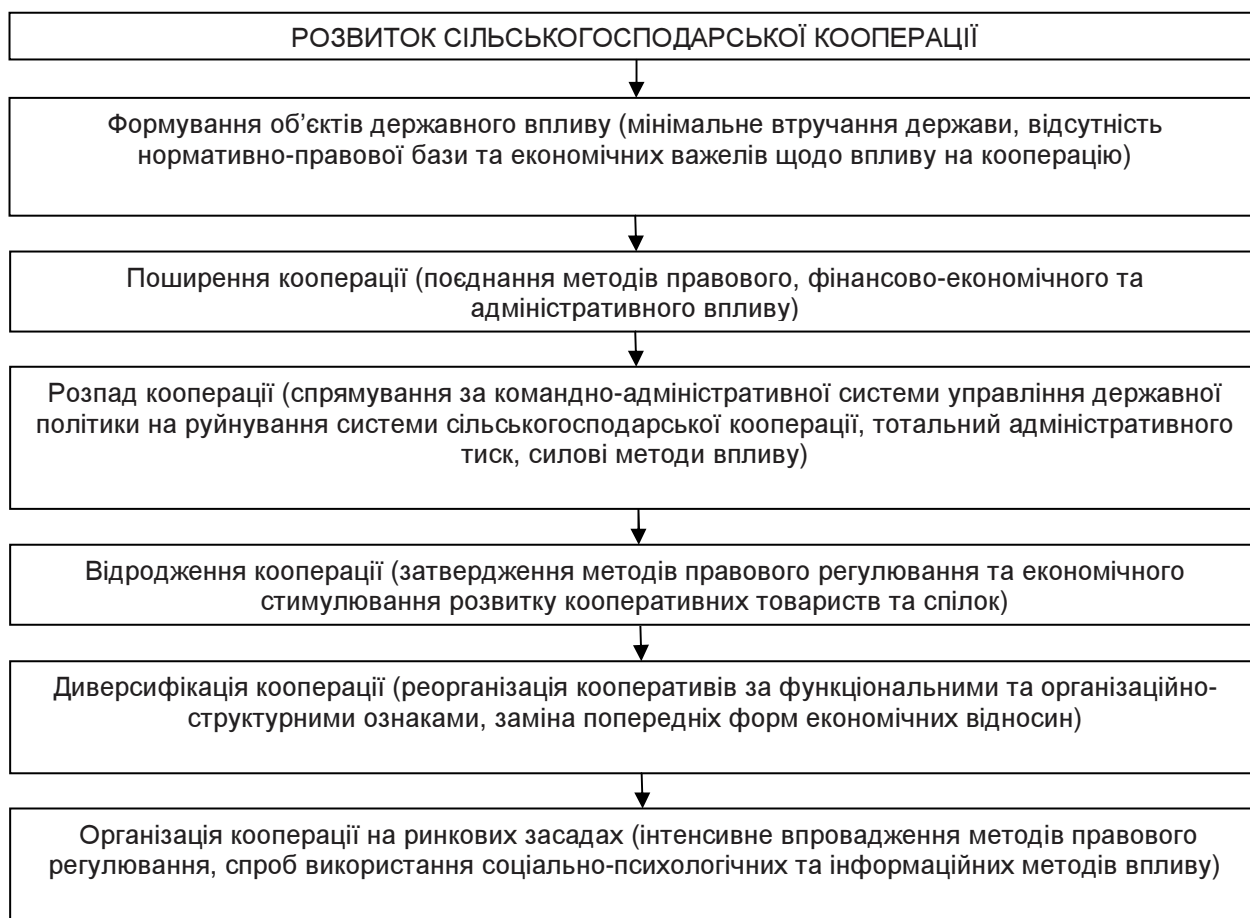 РОЗВИТОК СІЛЬСЬКОГОСПОДАРСЬКОЇ КООПЕРАЦІЇ
Формування об’єктів державного впливу (мінімальне втручання держави, відсутність
нормативно-правової бази та економічних важелів щодо впливу на кооперацію)
Поширення кооперації (поєднання методів правового, фінансово-економічного та
адміністративного впливу)
Розпад кооперації (спрямування за командно-адміністративної системи управління державної
політики на руйнування системи сільськогосподарської кооперації, тотальний адміністративного
тиск, силові методи впливу)
Відродження кооперації (затвердження методів правового регулювання та економічного
стимулювання розвитку кооперативних товариств та спілок)
Диверсифікація кооперації (реорганізація кооперативів за функціональними та організаційно-
структурними ознаками, заміна попередніх форм економічних відносин)
Організація кооперації на ринкових засадах (інтенсивне впровадження методів правового
регулювання, спроб використання соціально-психологічних та інформаційних методів впливу)